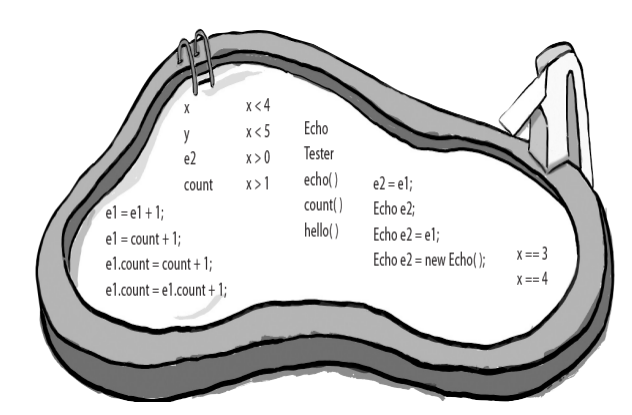 x
y
e2
count
x < 4
x < 5
x > 0
x > 1
Echo
Tester
echo( )
count( )
hello( )
e1 = e1 + 1;
e1 = count + 1;
e1.count = count + 1;
e1.count = e1.count + 1;
e2 = e1;
Echo e2;
Echo e2 = e1;
Echo e2 = new Echo( );
x == 3
x == 4